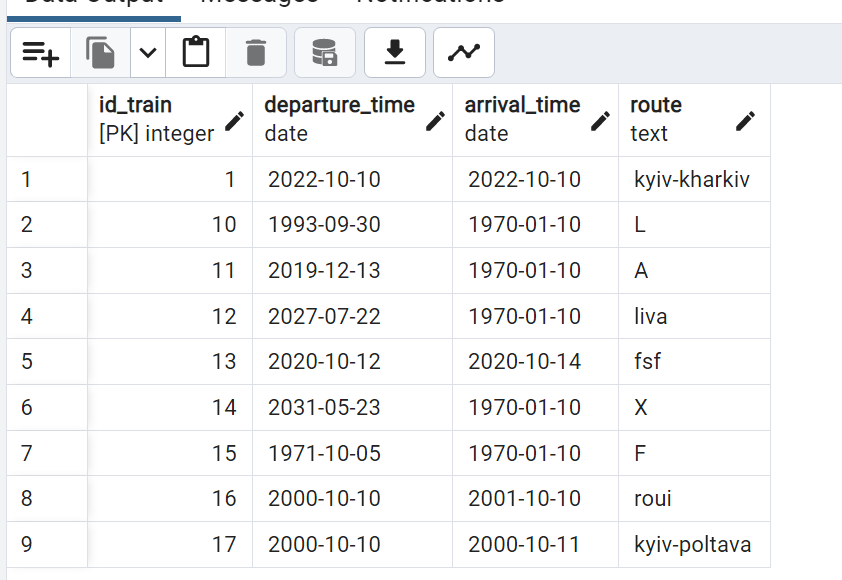 Data Output Messages Notifications
id_train departure_time arrival_time route
[PK] integer date date text
1 1 2022-10-10 2022-10-10 kyiv-kharkiv
2 10 1993-09-30 1970-01-10 L
3 11 2019-12-13 1970-01-10 A
4 12 2027-07-22 1970-01-10 liva
5 13 2020-10-12 2020-10-14 fsf
6 14 2031-05-23 1970-01-10 X
7 15 1971-10-05 1970-01-10 F
8 16 2000-10-10 2001-10-10 roui
9 17 2000-10-10 2000-10-11 kyiv-poltava